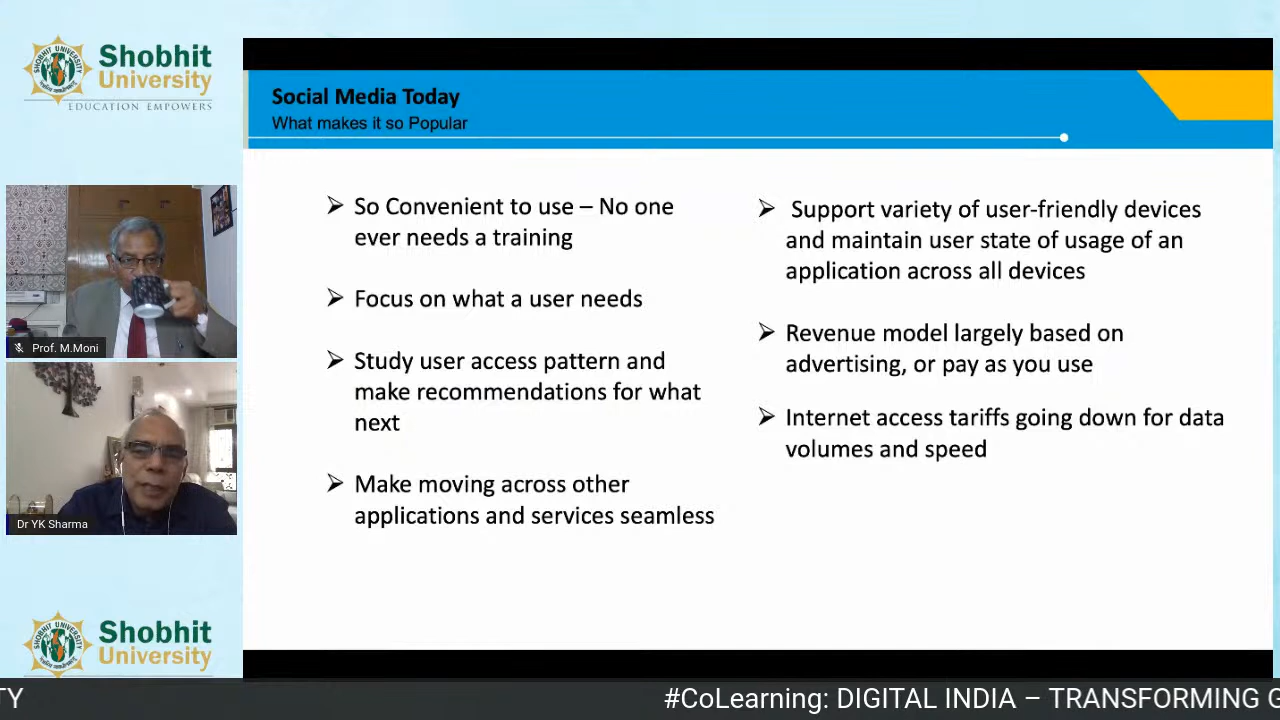 Shobhit
University
EDUCATION EMPOWERS
Social Media Today
What makes it so Popular
➢ So Convenient to use – No one
ever needs a training
➢ Focus on what a user needs
➢ Study user access pattern and
make recommendations for what
next
➢ Make moving across other
applications and services seamless
➢ Support variety of user-friendly devices
and maintain user state of usage of an
application across all devices
➢ Revenue model largely based on
advertising, or pay as you use
➢ Internet access tariffs going down for data
volumes and speed
Prof. M.Moni
Dr YK Sharma
Shobhit
University
TY #CoLearning: DIGITAL INDIA – TRANSFORMING G